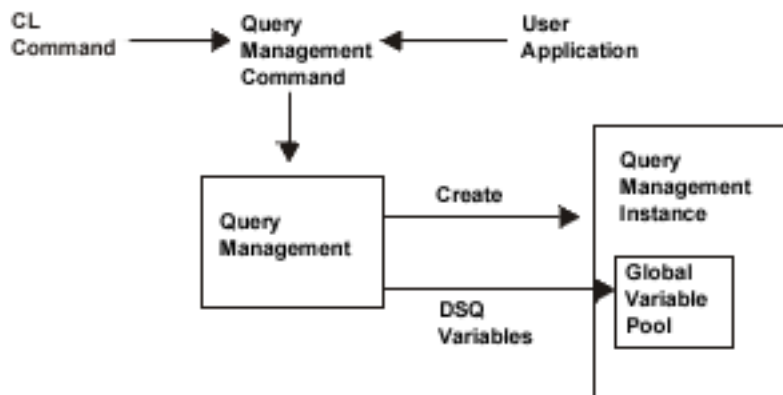 CL
Command
Query
Management
Command
User
Application
Query
Management
Create
DSQ
Variables
Query
Management
Instance
Global
Variable
Pool